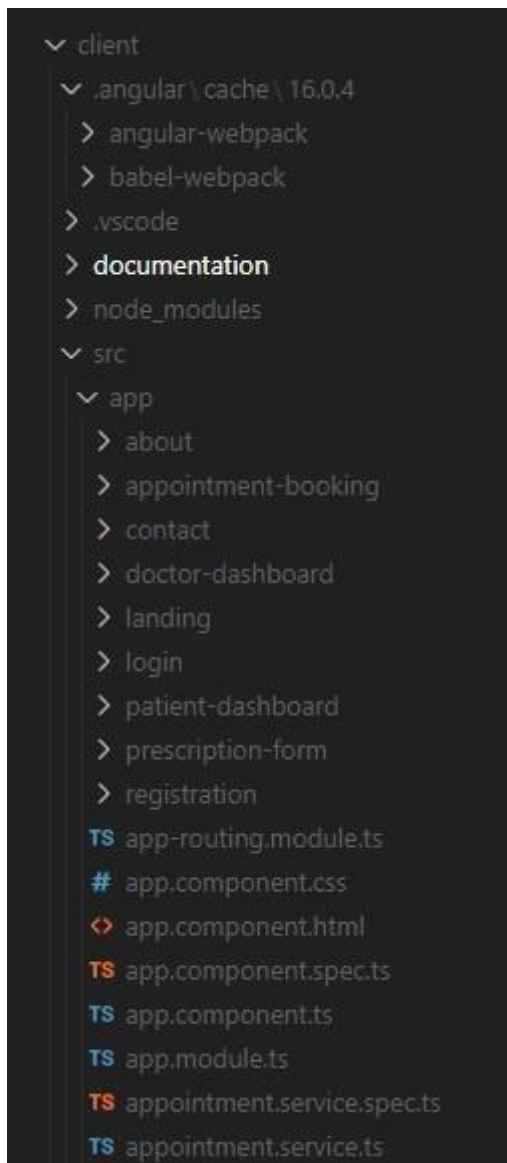 client
.angular\cache\16.0.4
angular-webpack
babel-webpack
.vscode
documentation
node_modules
src
app
about
appointment-booking
contact
doctor-dashboard
landing
login
patient-dashboard
prescription-form
registration
TS app-routing.module.ts
# app.component.css
<> app.component.html
TS app.component.spec.ts
TS app.component.ts
TS app.module.ts
TS appointment.service.spec.ts
TS appointment.service.ts